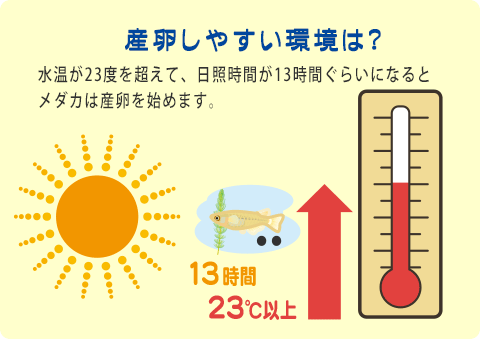 産卵しやすい環境は?
水温が23度を超えて、日照時間が13時間ぐらいになると
メダカは産卵を始めます。
13時間
23℃以上